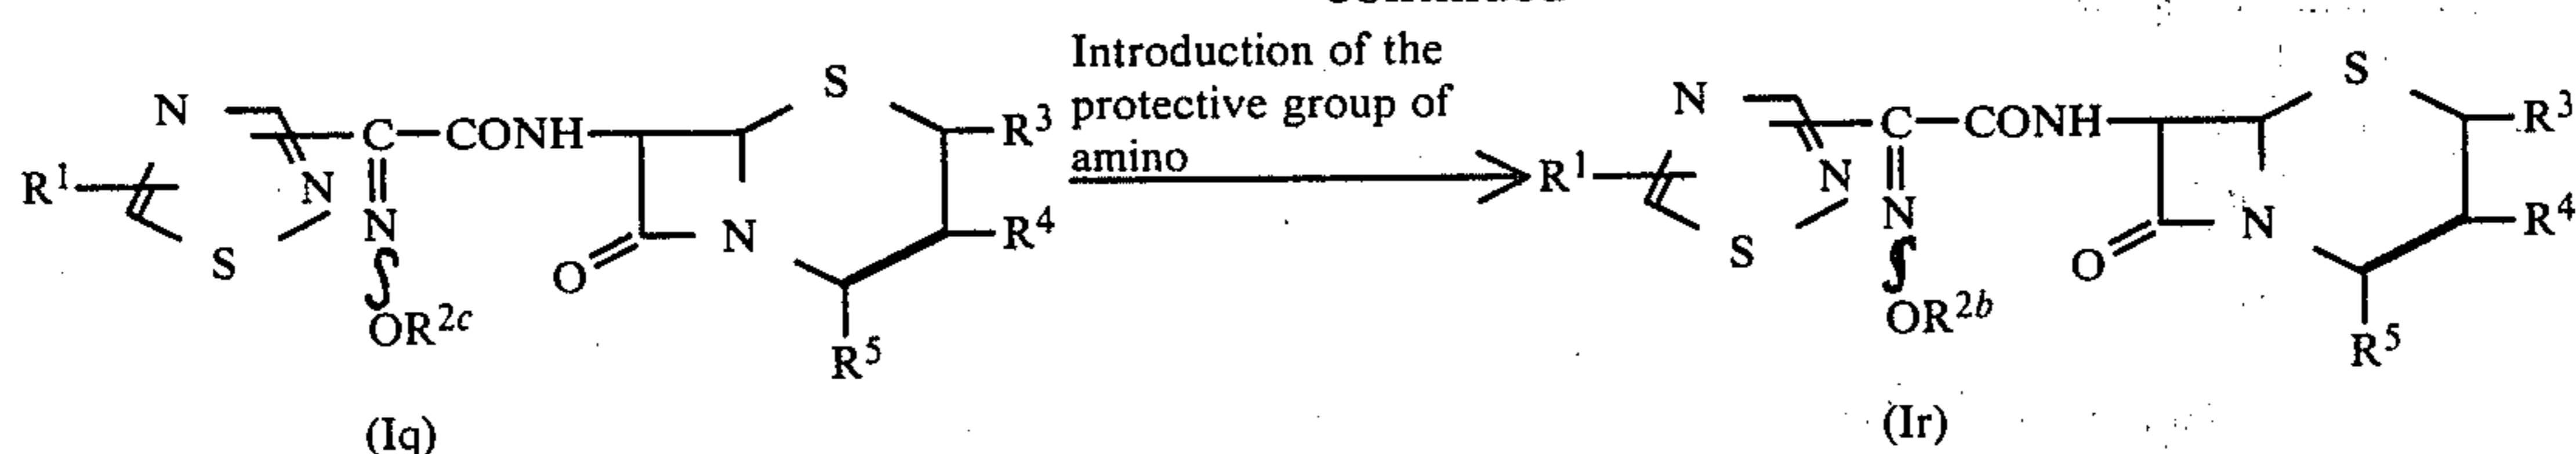 Introduction of the
protective group of
amino
N S
C—CONH R³
R¹ N N N R⁴
S O
OR²ᶜ
R⁵
(Iq)
N S
C—CONH R³
R¹ N N N R⁴
S O
OR²ᵇ
R⁵
(Ir)